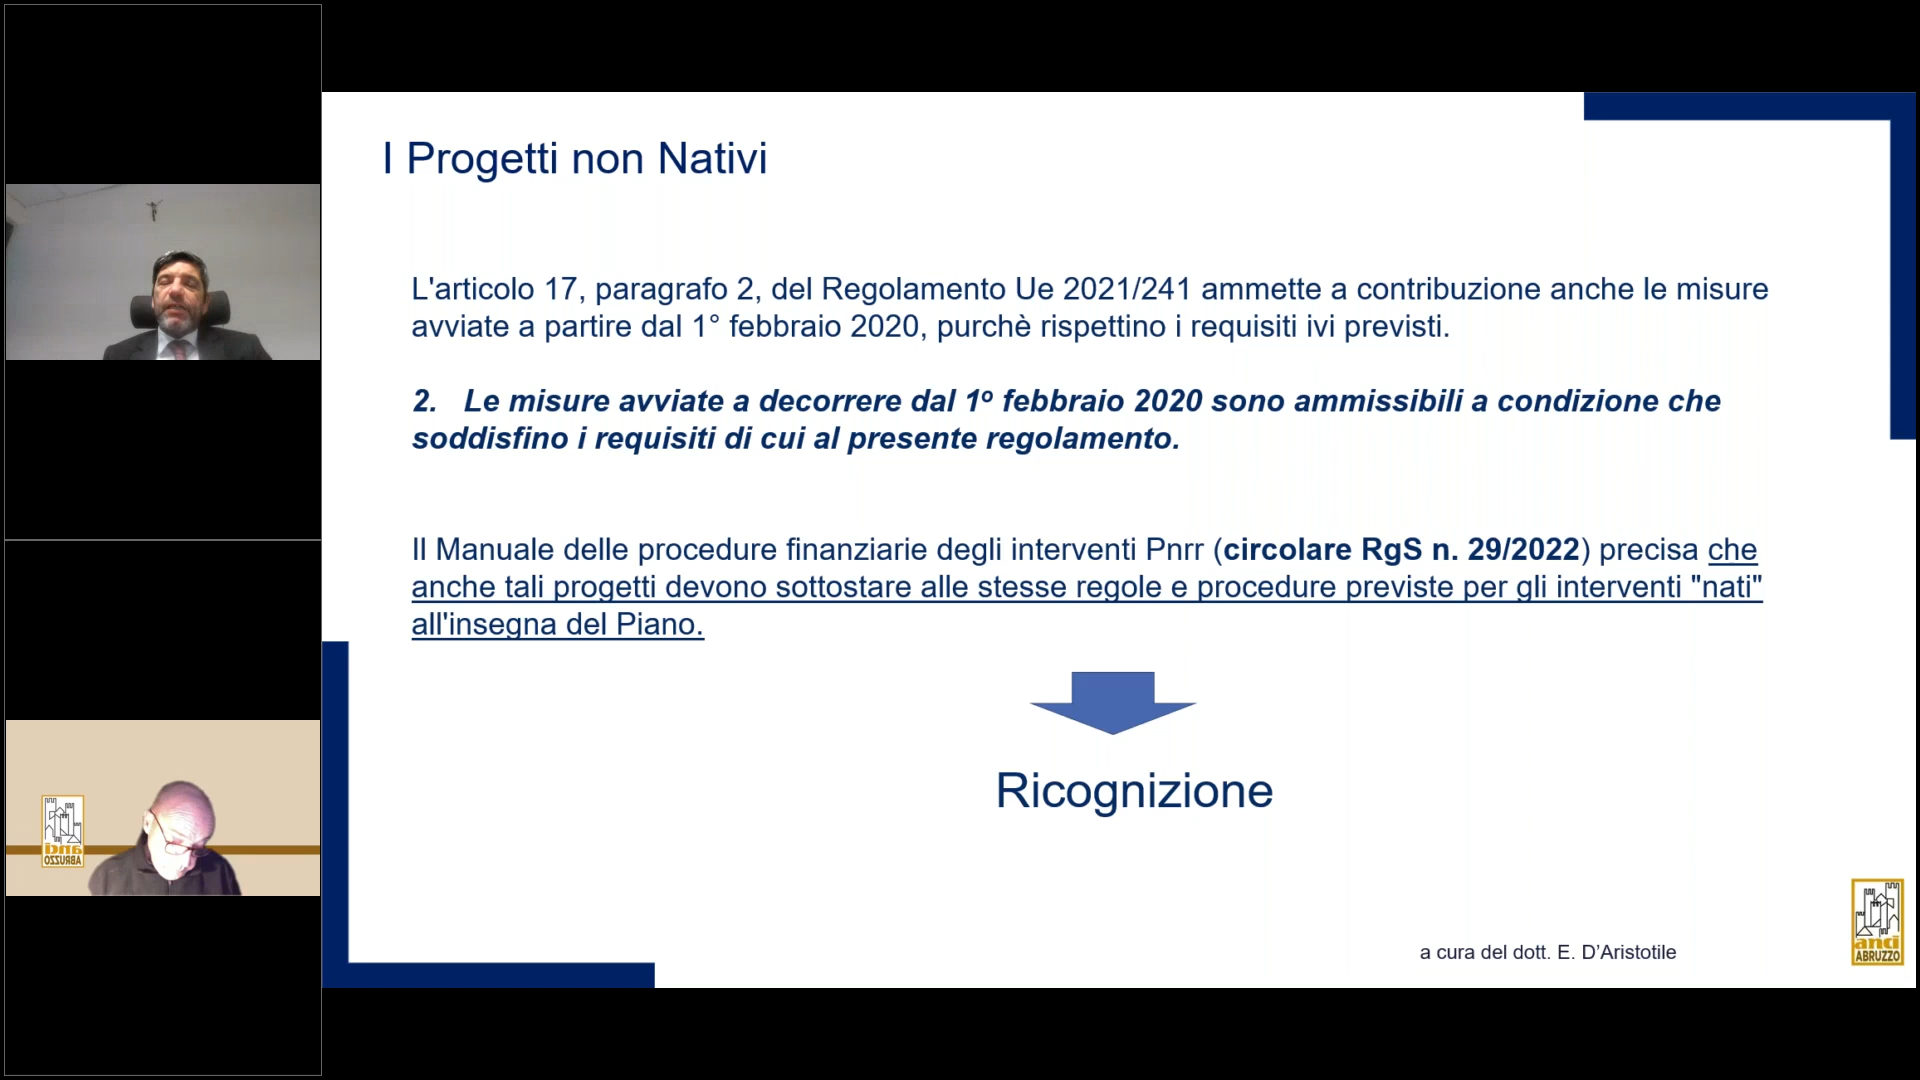 I Progetti non Nativi
L'articolo 17, paragrafo 2, del Regolamento Ue 2021/241 ammette a contribuzione anche le misure
avviate a partire dal 1° febbraio 2020, purchè rispettino i requisiti ivi previsti.
2. Le misure avviate a decorrere dal 1º febbraio 2020 sono ammissibili a condizione che
soddisfino i requisiti di cui al presente regolamento.
Il Manuale delle procedure finanziarie degli interventi Pnrr (circolare RgS n. 29/2022) precisa che
anche tali progetti devono sottostare alle stesse regole e procedure previste per gli interventi "nati"
all'insegna del Piano.
Ricognizione
a cura del dott. E. D’Aristotile
anci
ABRUZZO
anci
ABRUZZO